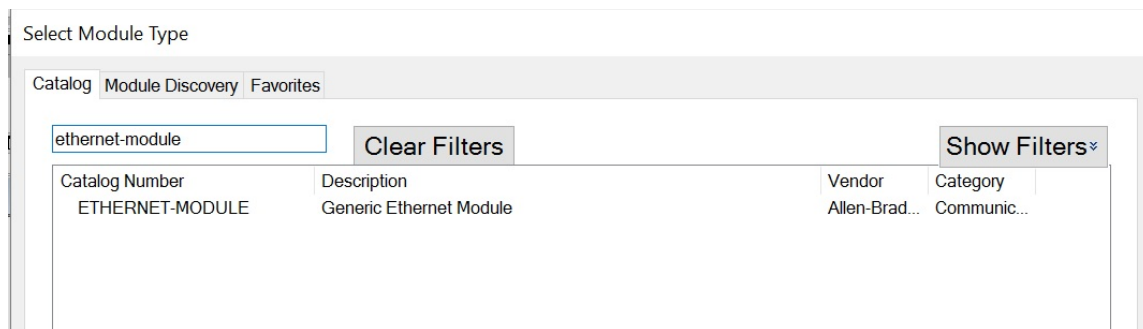 Select Module Type
Catalog Module Discovery Favorites
ethernet-module Clear Filters Show Filters
Catalog Number Description Vendor Category
ETHERNET-MODULE Generic Ethernet Module Allen-Brad... Communic...